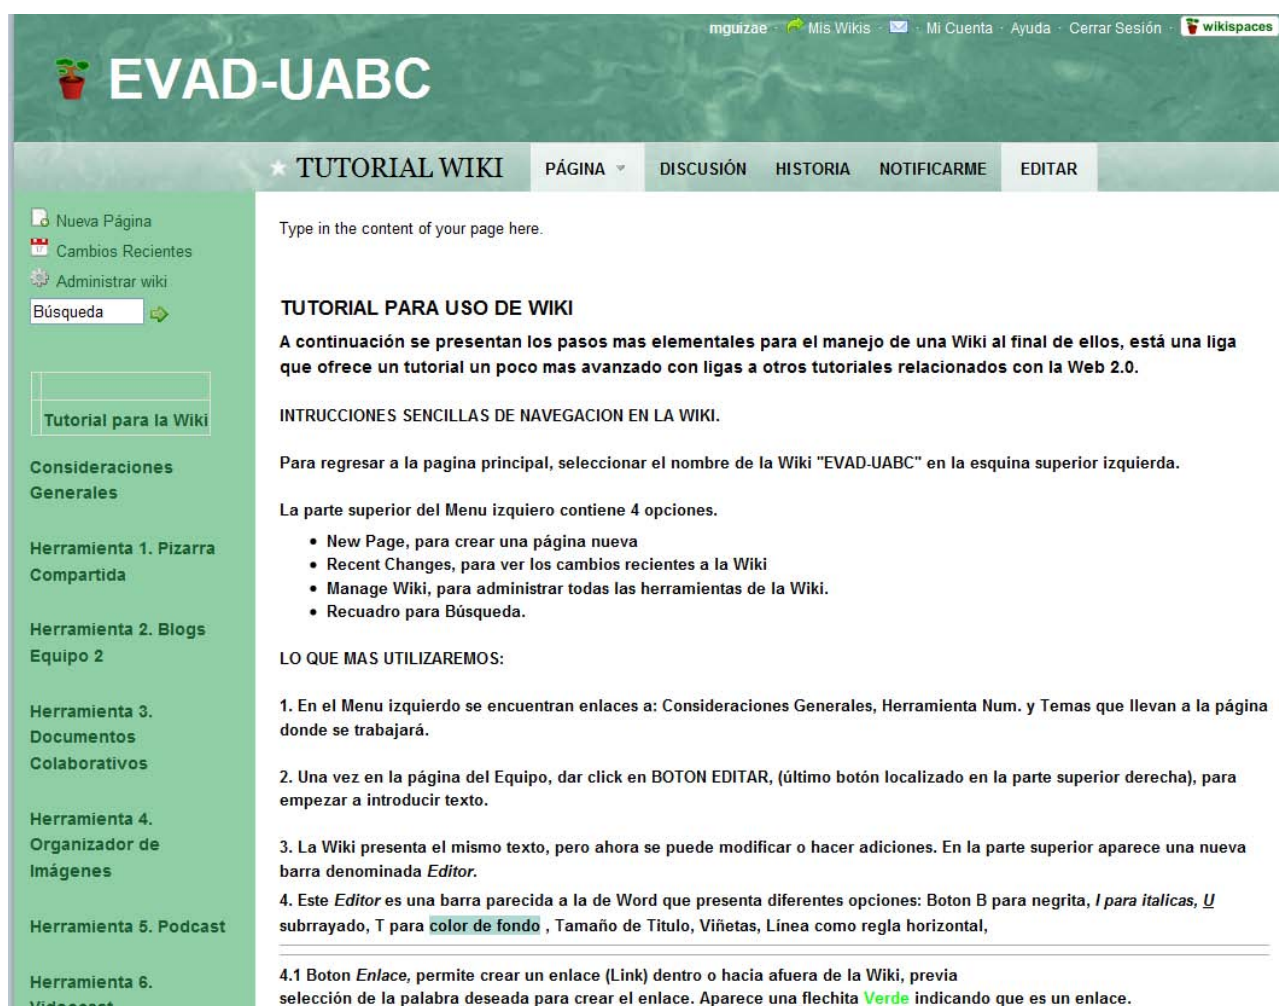 mguizae · Mis Wikis · · Mi Cuenta · Ayuda · Cerrar Sesión · wikispaces
EVAD-UABC
TUTORIAL WIKI PÁGINA DISCUSIÓN HISTORIA NOTIFICARME EDITAR
Nueva Página
Cambios Recientes
Administrar wiki
Búsqueda
Tutorial para la Wiki
Consideraciones
Generales
Herramienta 1. Pizarra
Compartida
Herramienta 2. Blogs
Equipo 2
Herramienta 3.
Documentos
Colaborativos
Herramienta 4.
Organizador de
Imágenes
Herramienta 5. Podcast
Herramienta 6.
Type in the content of your page here.
TUTORIAL PARA USO DE WIKI
A continuación se presentan los pasos mas elementales para el manejo de una Wiki al final de ellos, está una liga
que ofrece un tutorial un poco mas avanzado con ligas a otros tutoriales relacionados con la Web 2.0.
INTRUCCIONES SENCILLAS DE NAVEGACION EN LA WIKI.
Para regresar a la pagina principal, seleccionar el nombre de la Wiki "EVAD-UABC" en la esquina superior izquierda.
La parte superior del Menu izquiero contiene 4 opciones.
• New Page, para crear una página nueva
• Recent Changes, para ver los cambios recientes a la Wiki
• Manage Wiki, para administrar todas las herramientas de la Wiki.
• Recuadro para Búsqueda.
LO QUE MAS UTILIZAREMOS:
1. En el Menu izquierdo se encuentran enlaces a: Consideraciones Generales, Herramienta Num. y Temas que llevan a la página
donde se trabajará.
2. Una vez en la página del Equipo, dar click en BOTON EDITAR, (último botón localizado en la parte superior derecha), para
empezar a introducir texto.
3. La Wiki presenta el mismo texto, pero ahora se puede modificar o hacer adiciones. En la parte superior aparece una nueva
barra denominada Editor.
4. Este Editor es una barra parecida a la de Word que presenta diferentes opciones: Boton B para negrita, I para italicas, U
subrrayado, T para color de fondo , Tamaño de Titulo, Viñetas, Línea como regla horizontal,
4.1 Boton Enlace, permite crear un enlace (Link) dentro o hacia afuera de la Wiki, previa
selección de la palabra deseada para crear el enlace. Aparece una flechita Verde indicando que es un enlace.